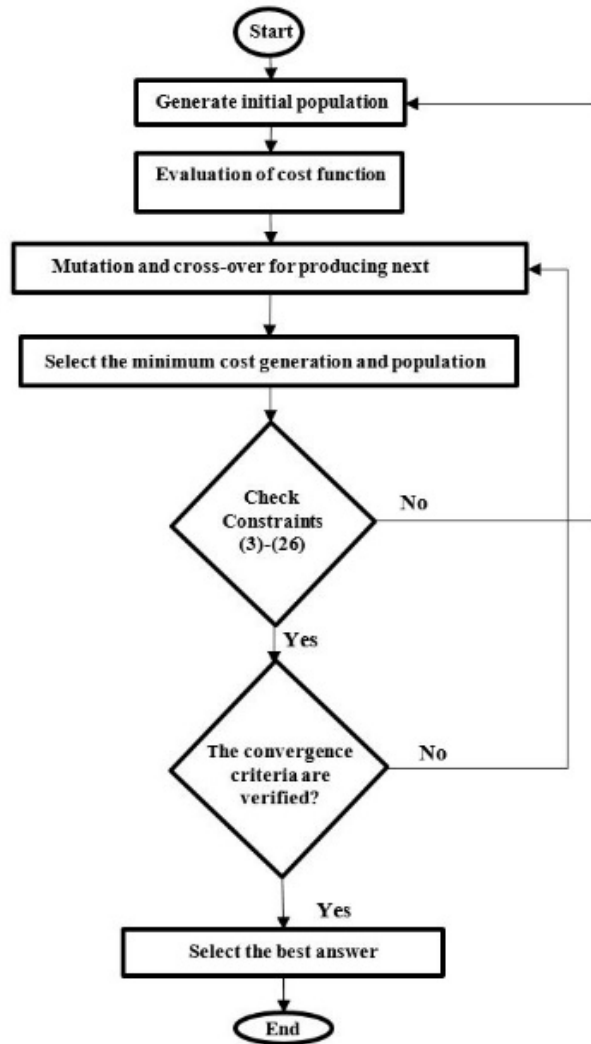 Start
Generate initial population
Evaluation of cost function
Mutation and cross-over for producing next
Select the minimum cost generation and population
Check
Constraints
(3)-(26)
No
Yes
The convergence
criteria are
verified?
No
Yes
Select the best answer
End